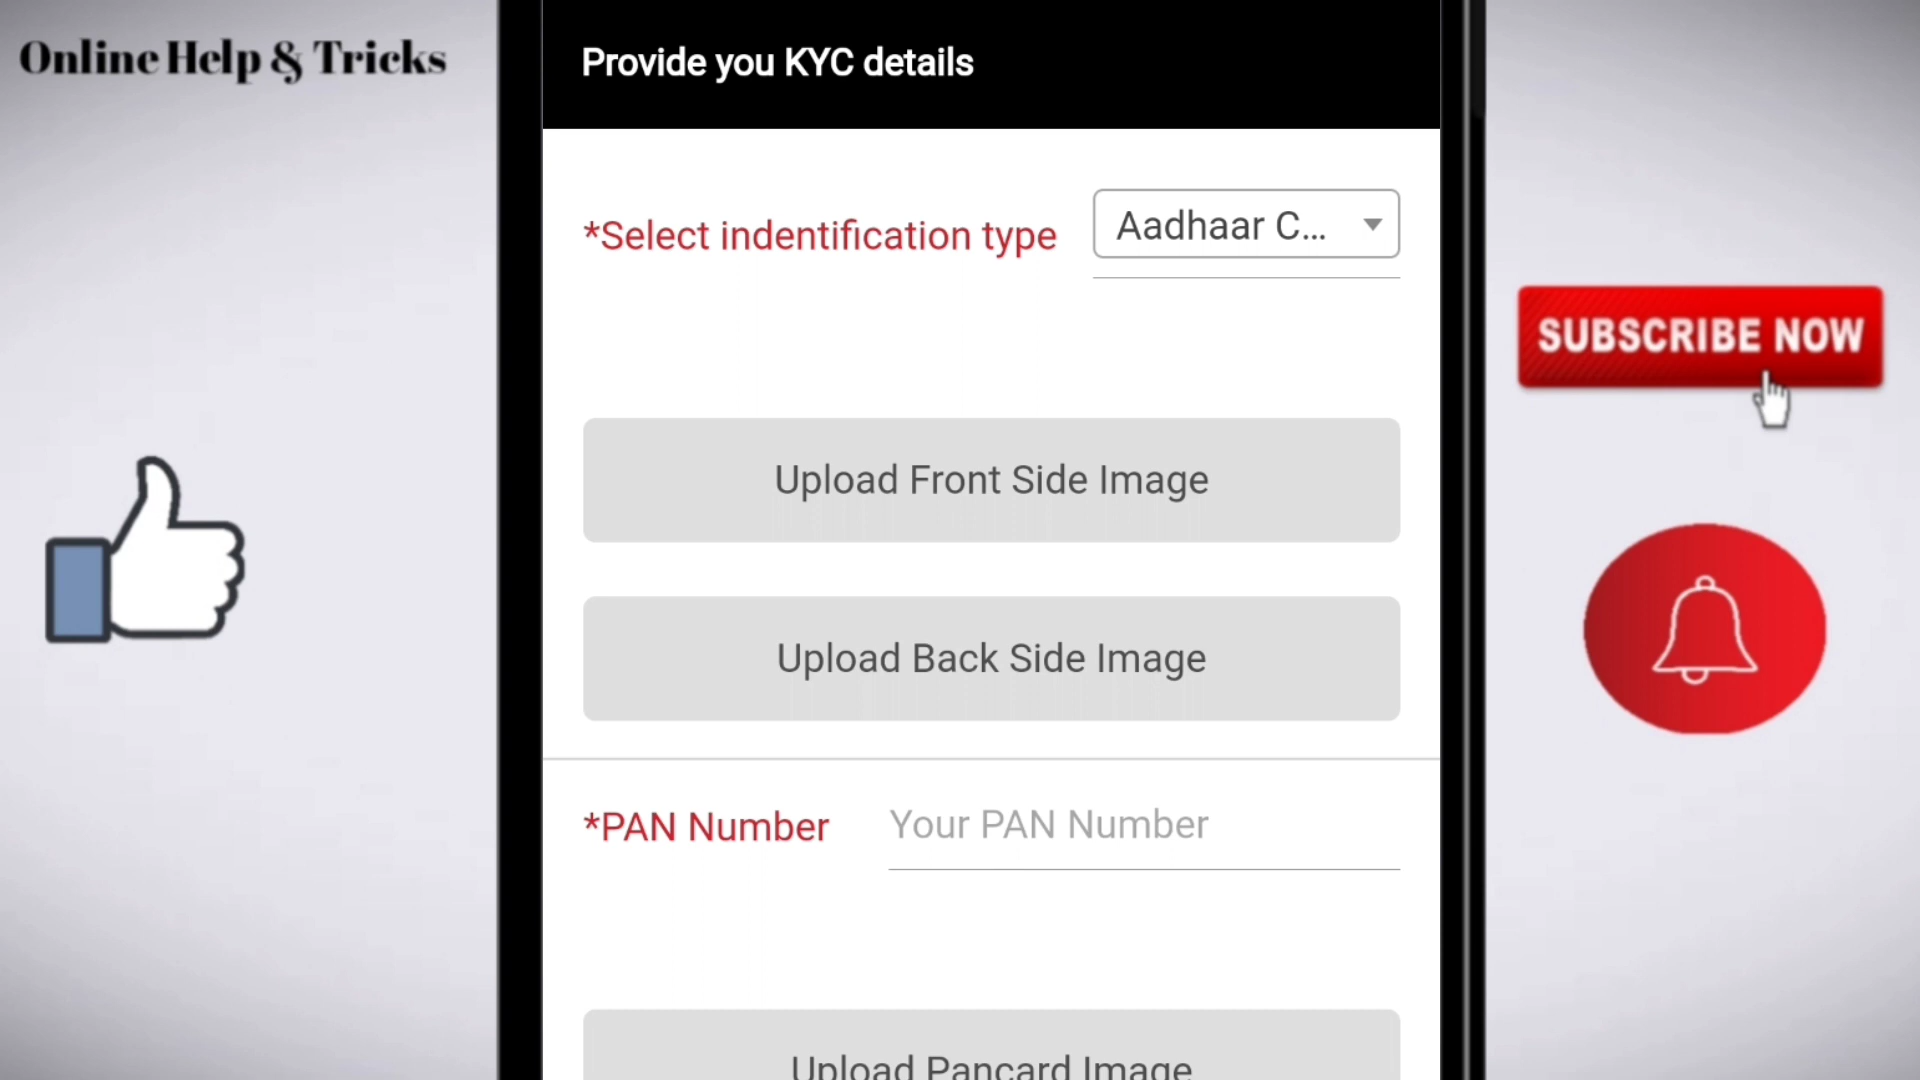 Online Help & Tricks
Provide you KYC details
*Select indentification type
Aadhaar C...
SUBSCRIBE NOW
Upload Front Side Image
Upload Back Side Image
*PAN Number
Your PAN Number
Upload Pancard Image